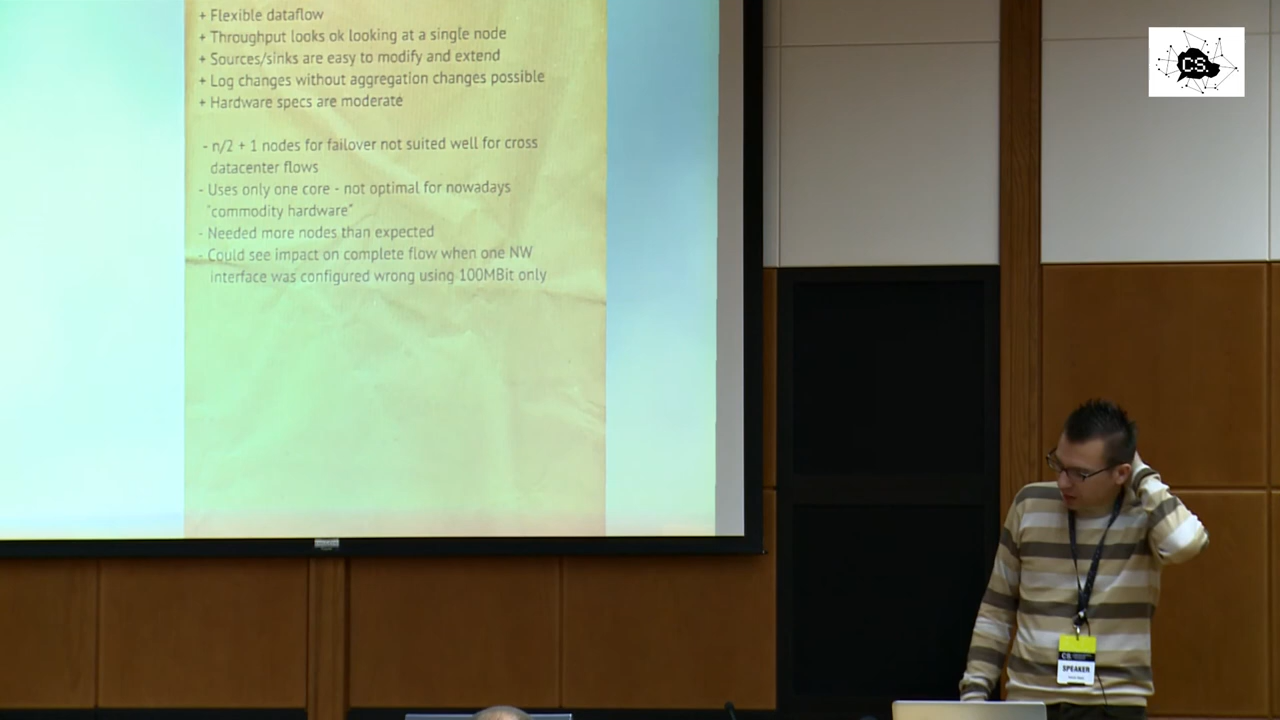 + Flexible dataflow
+ Throughput looks ok looking at a single node
+ Sources/sinks are easy to modify and extend
+ Log changes without aggregation changes possible
+ Hardware specs are moderate
- n/2 + 1 nodes for failover not suited well for cross
datacenter flows
- Uses only one core - not optimal for nowadays
"commodity hardware"
- Needed more nodes than expected
- Could see impact on complete flow when one NW
interface was configured wrong using 100MBit only
CS.
CS
SPEAKER